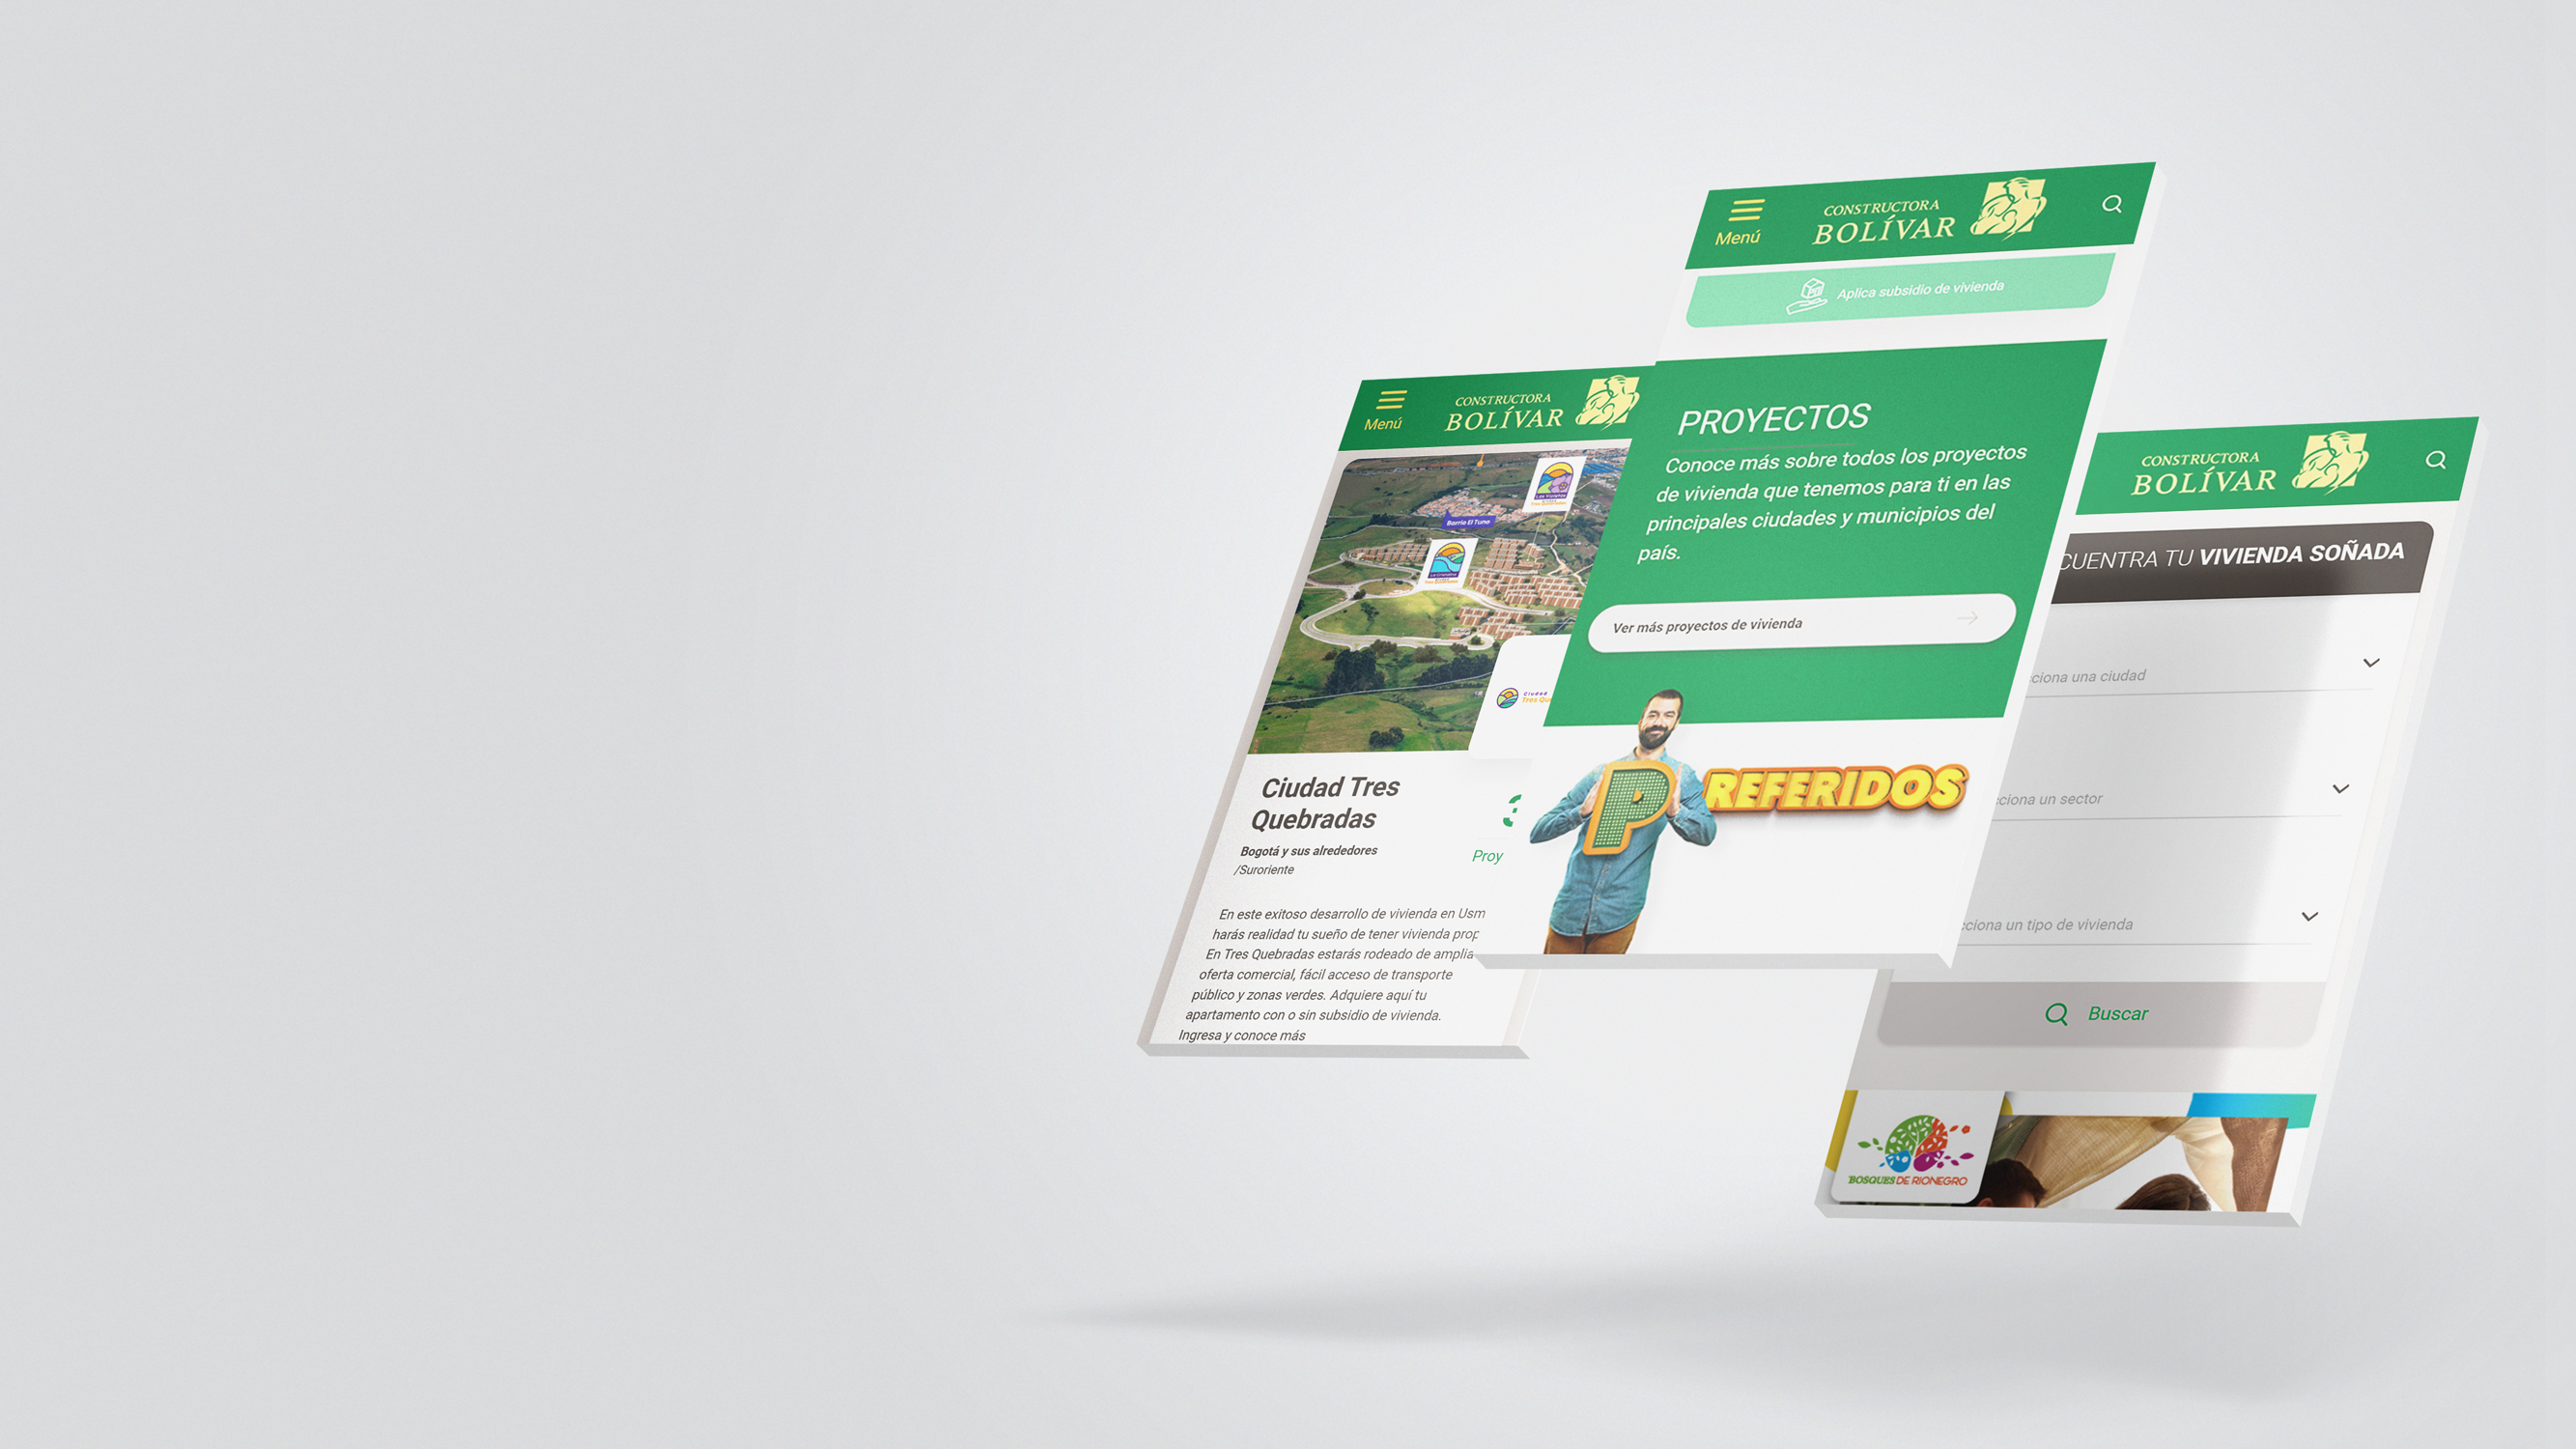 Menú
CONSTRUCTORA
BOLÍVAR
Barrio El Tuno
Ciudad
Ciudad Tres
Quebradas
Bogotá y sus alrededores
/Suroriente
3
Proy
En este exitoso desarrollo de vivienda en Usm
harás realidad tu sueño de tener vivienda prop
En Tres Quebradas estarás rodeado de amplia
oferta comercial, fácil acceso de transporte
público y zonas verdes. Adquiere aquí tu
apartamento con o sin subsidio de vivienda.
Ingresa y conoce más
Menú
CONSTRUCTORA
BOLÍVAR
Aplica subsidio de vivienda
PROYECTOS
Conoce más sobre todos los proyectos
de vivienda que tenemos para ti en las
principales ciudades y municipios del
país.
Ver más proyectos de vivienda
PREFERIDOS
CONSTRUCTORA
BOLÍVAR
CUENTRA TU VIVIENDA SOÑADA
ciona una ciudad
cciona un sector
cciona un tipo de vivienda
Buscar
BOSQUES DE RIONEGRO